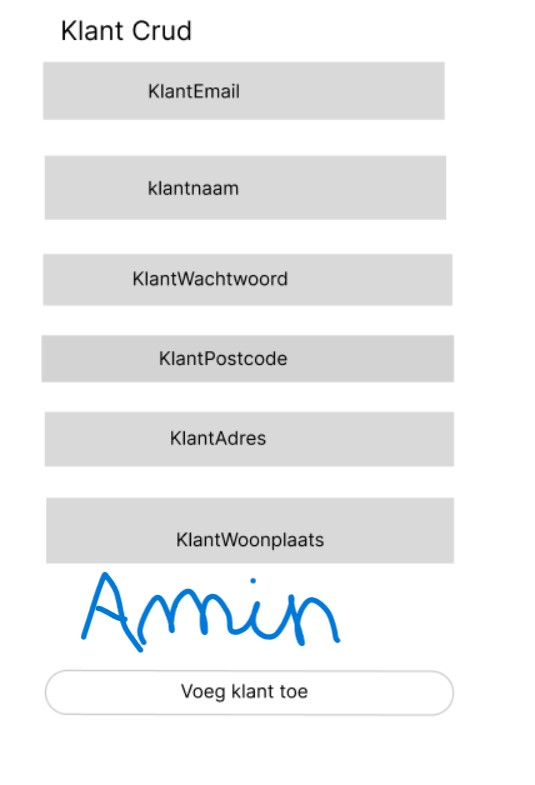 Klant Crud
KlantEmail
klantnaam
KlantWachtwoord
KlantPostcode
KlantAdres
KlantWoonplaats
Amin
Voeg klant toe